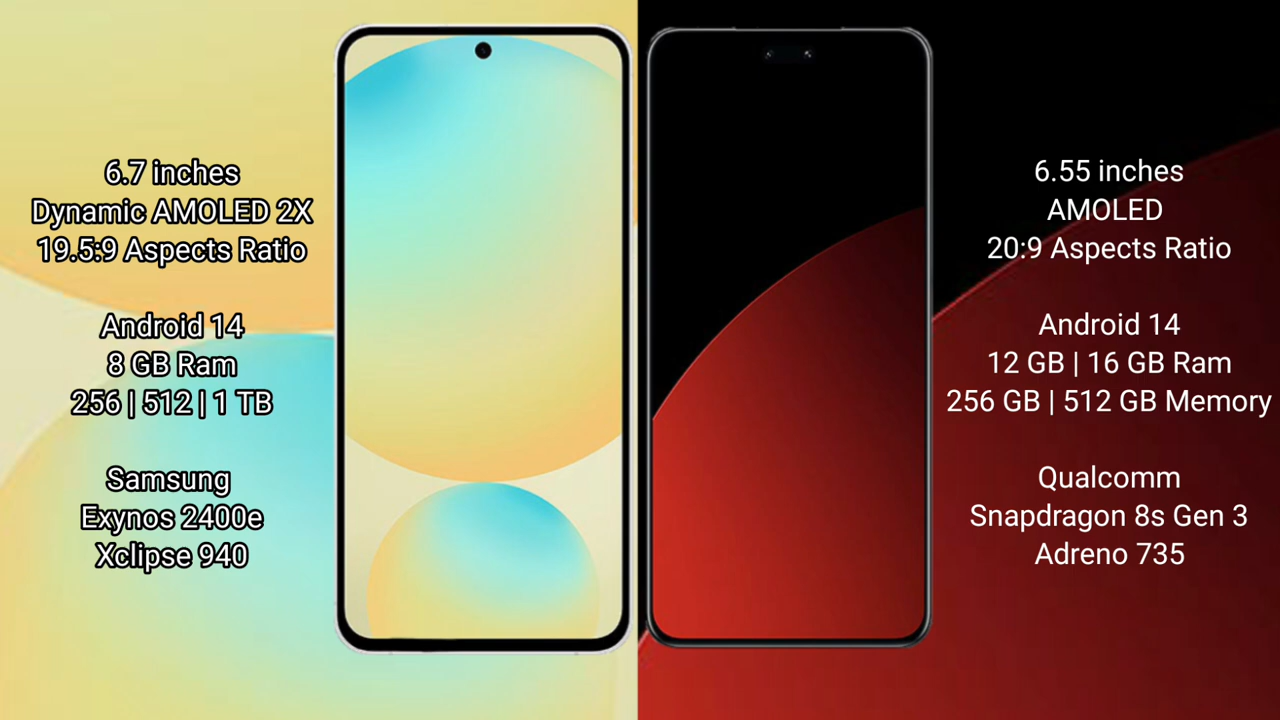 6.7 inches
Dynamic AMOLED 2X
19.5:9 Aspects Ratio
Android 14
8 GB Ram
256 | 512 | 1 TB
Samsung
Exynos 2400e
Xclipse 940
6.55 inches
AMOLED
20:9 Aspects Ratio
Android 14
12 GB | 16 GB Ram
256 GB | 512 GB Memory
Qualcomm
Snapdragon 8s Gen 3
Adreno 735